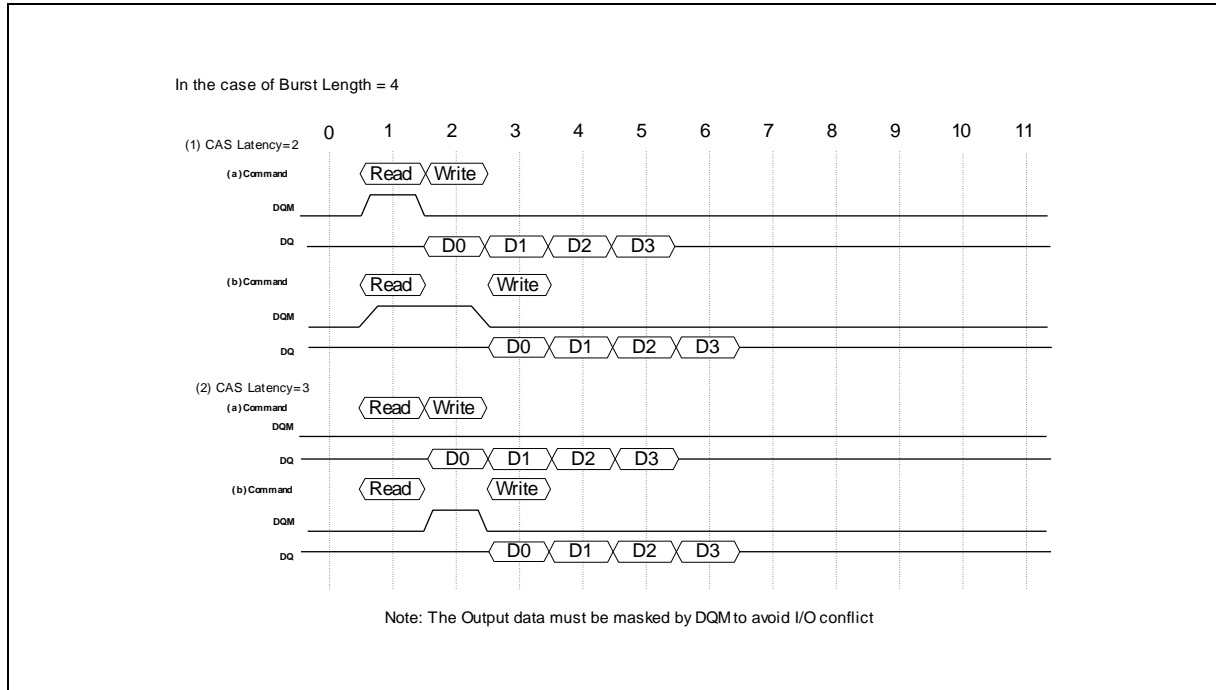 In the case of Burst Length = 4
0 1 2 3 4 5 6 7 8 9 10 11
(1) CAS Latency=2
(a)Command Read Write
DQM
DQ D0 D1 D2 D3
(b)Command Read Write
DQM
DQ D0 D1 D2 D3
(2) CAS Latency=3
(a)Command Read Write
DQM
DQ D0 D1 D2 D3
(b)Command Read Write
DQM
DQ D0 D1 D2 D3
Note: The Output data must be masked by DQM to avoid I/O conflict